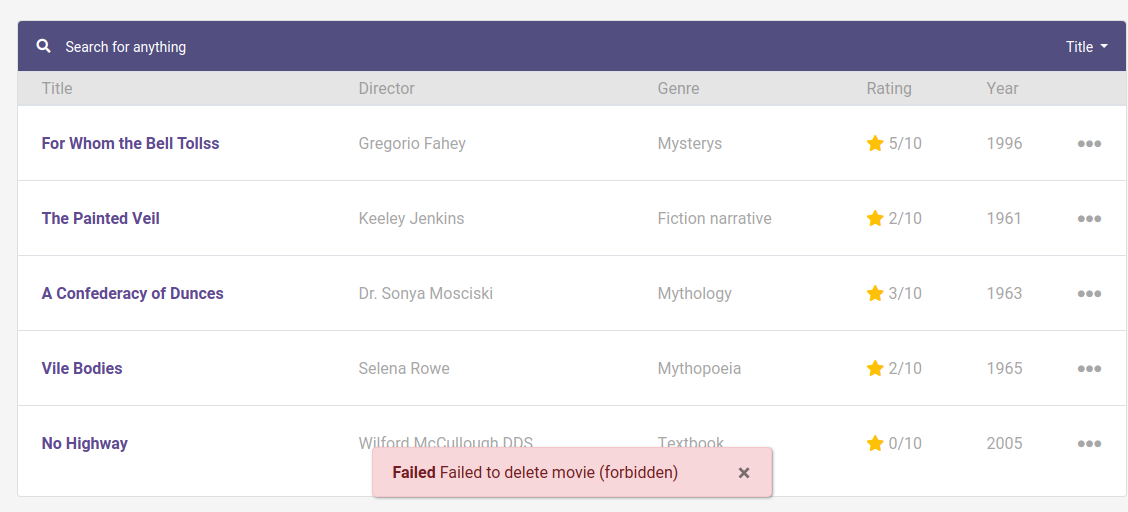 Search for anything Title
Title Director Genre Rating Year
For Whom the Bell Tollss Gregorio Fahey Mysterys 5/10 1996
The Painted Veil Keeley Jenkins Fiction narrative 2/10 1961
A Confederacy of Dunces Dr. Sonya Mosciski Mythology 3/10 1963
Vile Bodies Selena Rowe Mythopoeia 2/10 1965
No Highway Wilford McCullough DDS Textbook 0/10 2005
Failed Failed to delete movie (forbidden) ×